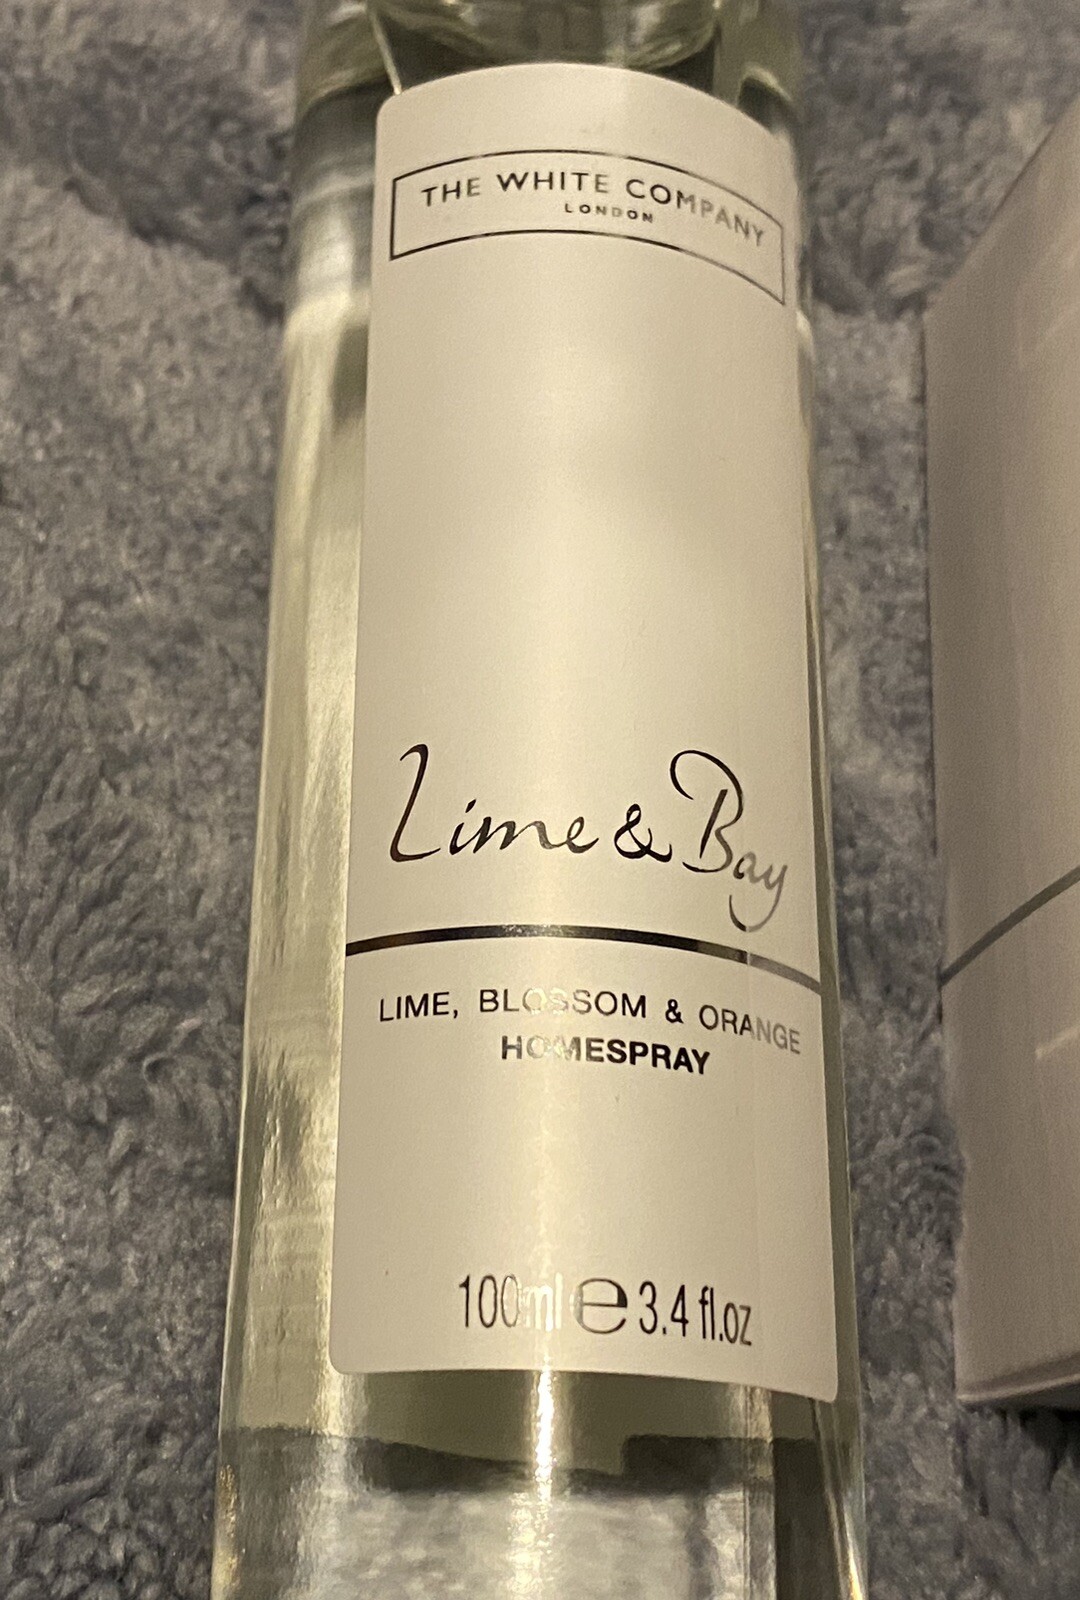 THE WHITE COMPANY
LONDON
Lime & Bay
LIME, BLOSSOM & ORANGE
HOMESPRAY
100ml e 3.4 fl.oz